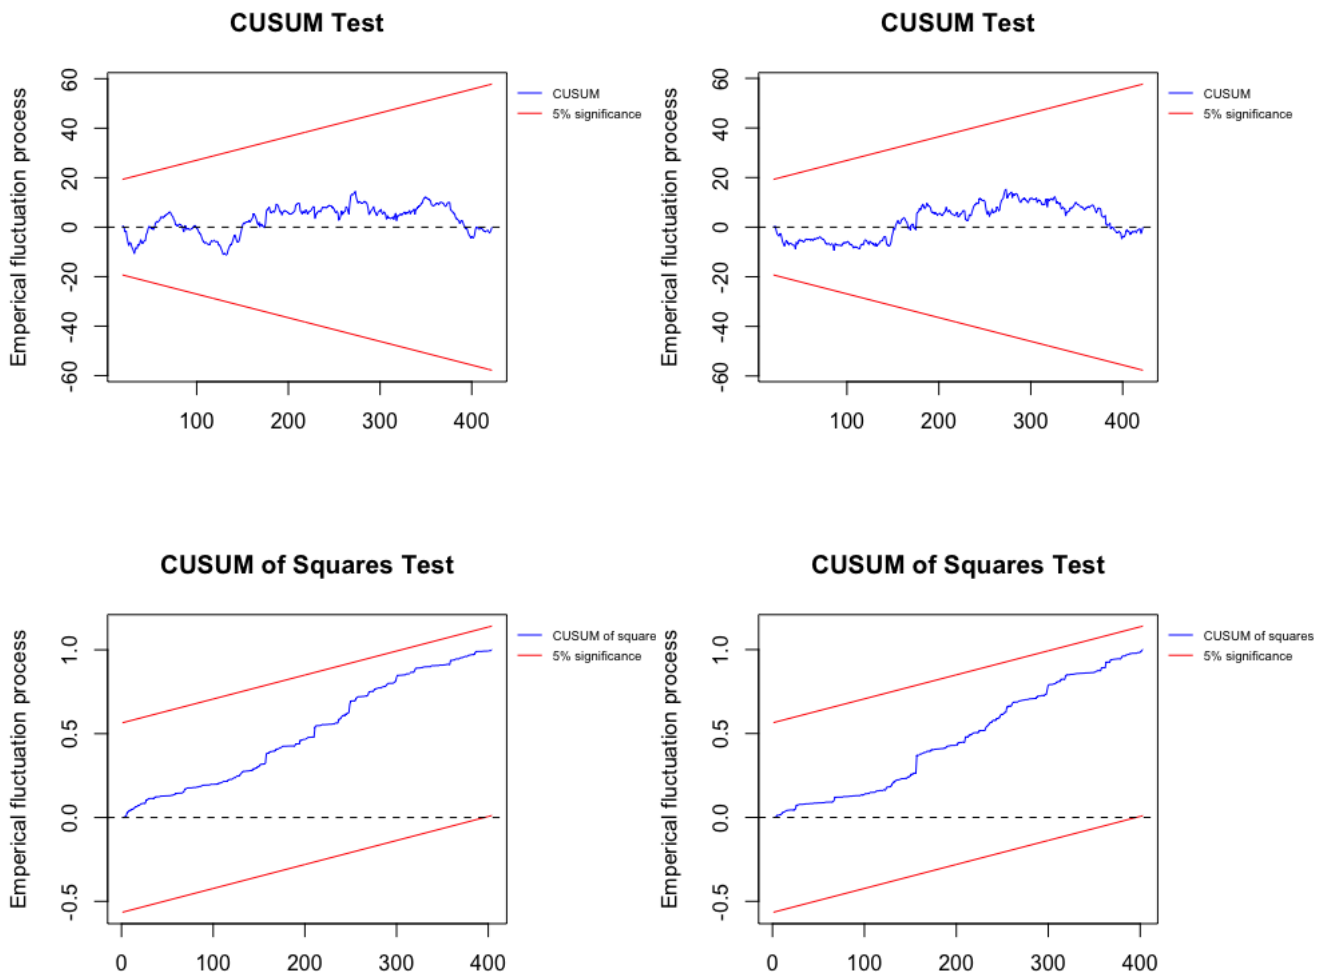 CUSUM Test
Emperical fluctuation process
60
40
20
0
-20
-40
-60
100
200
300
400
CUSUM
5% significance
CUSUM Test
Emperical fluctuation process
60
40
20
0
-20
-40
-60
100
200
300
400
CUSUM
5% significance
CUSUM of Squares Test
Emperical fluctuation process
1.0
0.5
0.0
-0.5
0
100
200
300
400
CUSUM of square
5% significance
CUSUM of Squares Test
Emperical fluctuation process
1.0
0.5
0.0
-0.5
0
100
200
300
400
CUSUM of squares
5% significance